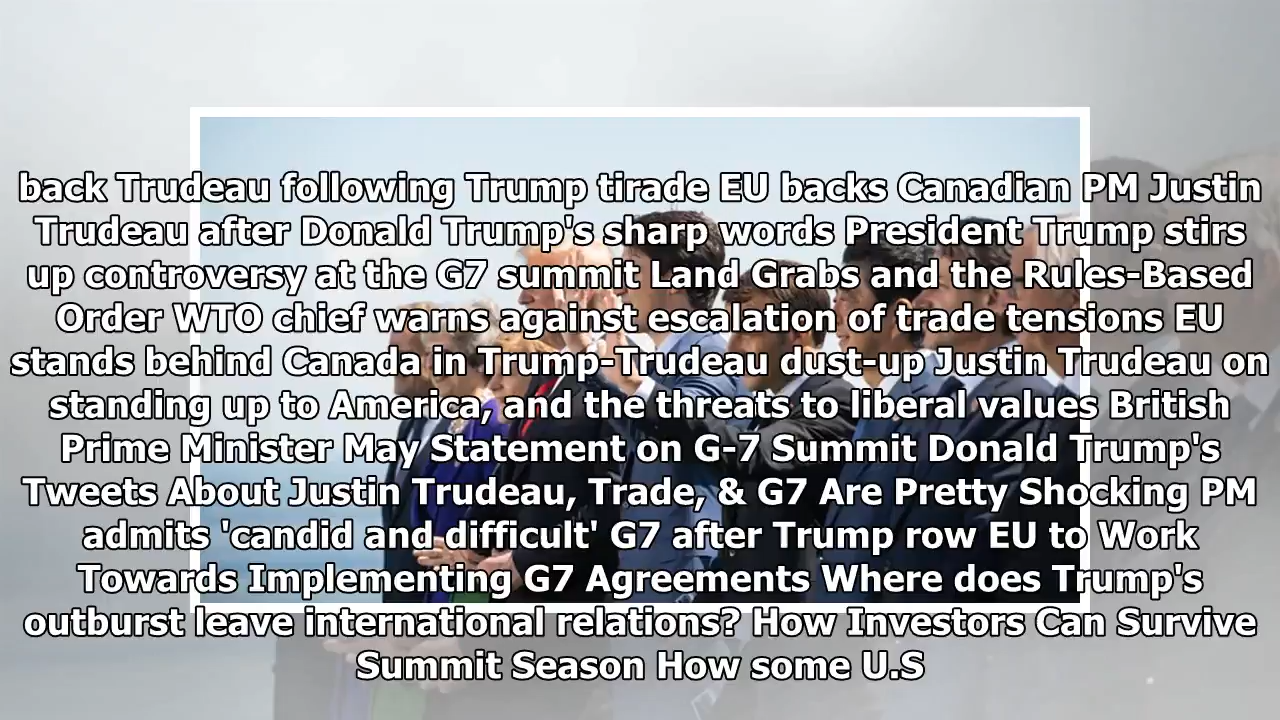 back Trudeau following Trump tirade EU backs Canadian PM Justin
Trudeau after Donald Trump's sharp words President Trump stirs
up controversy at the G7 summit Land Grabs and the Rules-Based
Order WTO chief warns against escalation of trade tensions EU
stands behind Canada in Trump-Trudeau dust-up Justin Trudeau on
standing up to America, and the threats to liberal values British
Prime Minister May Statement on G-7 Summit Donald Trump's
Tweets About Justin Trudeau, Trade, & G7 Are Pretty Shocking PM
admits 'candid and difficult' G7 after Trump row EU to Work
Towards Implementing G7 Agreements Where does Trump's
outburst leave international relations? How Investors Can Survive
Summit Season How some U.S